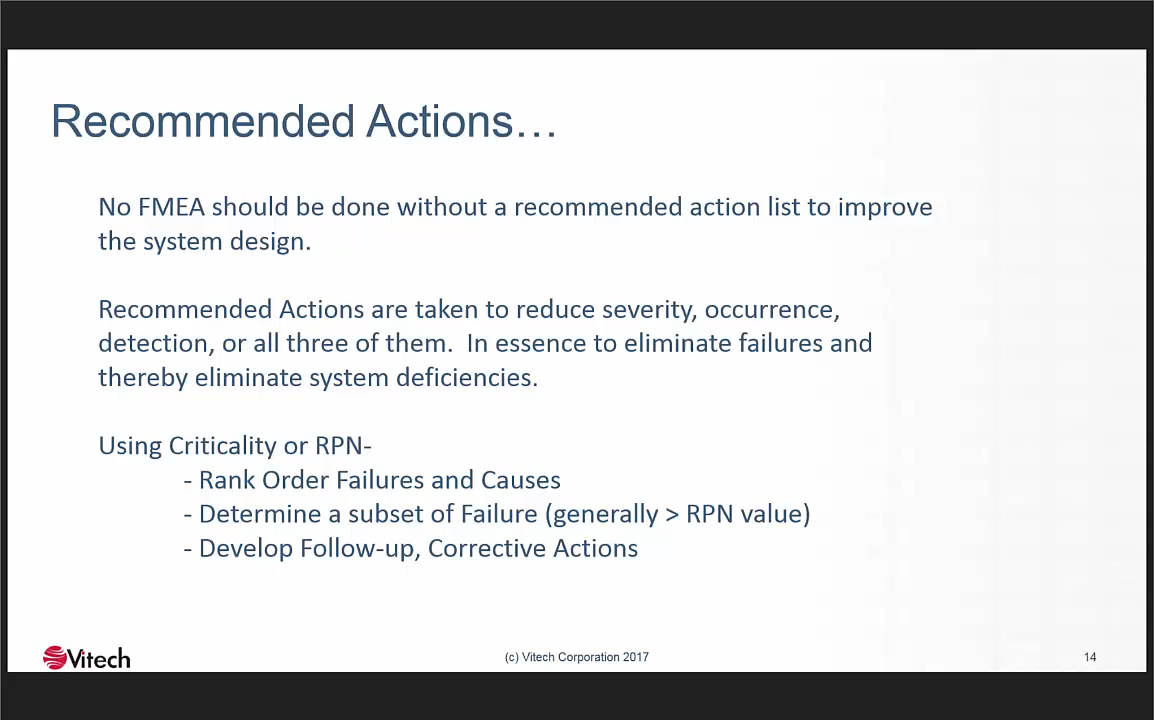 Recommended Actions…
No FMEA should be done without a recommended action list to improve
the system design.
Recommended Actions are taken to reduce severity, occurrence,
detection, or all three of them.  In essence to eliminate failures and
thereby eliminate system deficiencies.
Using Criticality or RPN-
- Rank Order Failures and Causes
- Determine a subset of Failure (generally > RPN value)
- Develop Follow-up, Corrective Actions
Vitech
(c) Vitech Corporation 2017
14